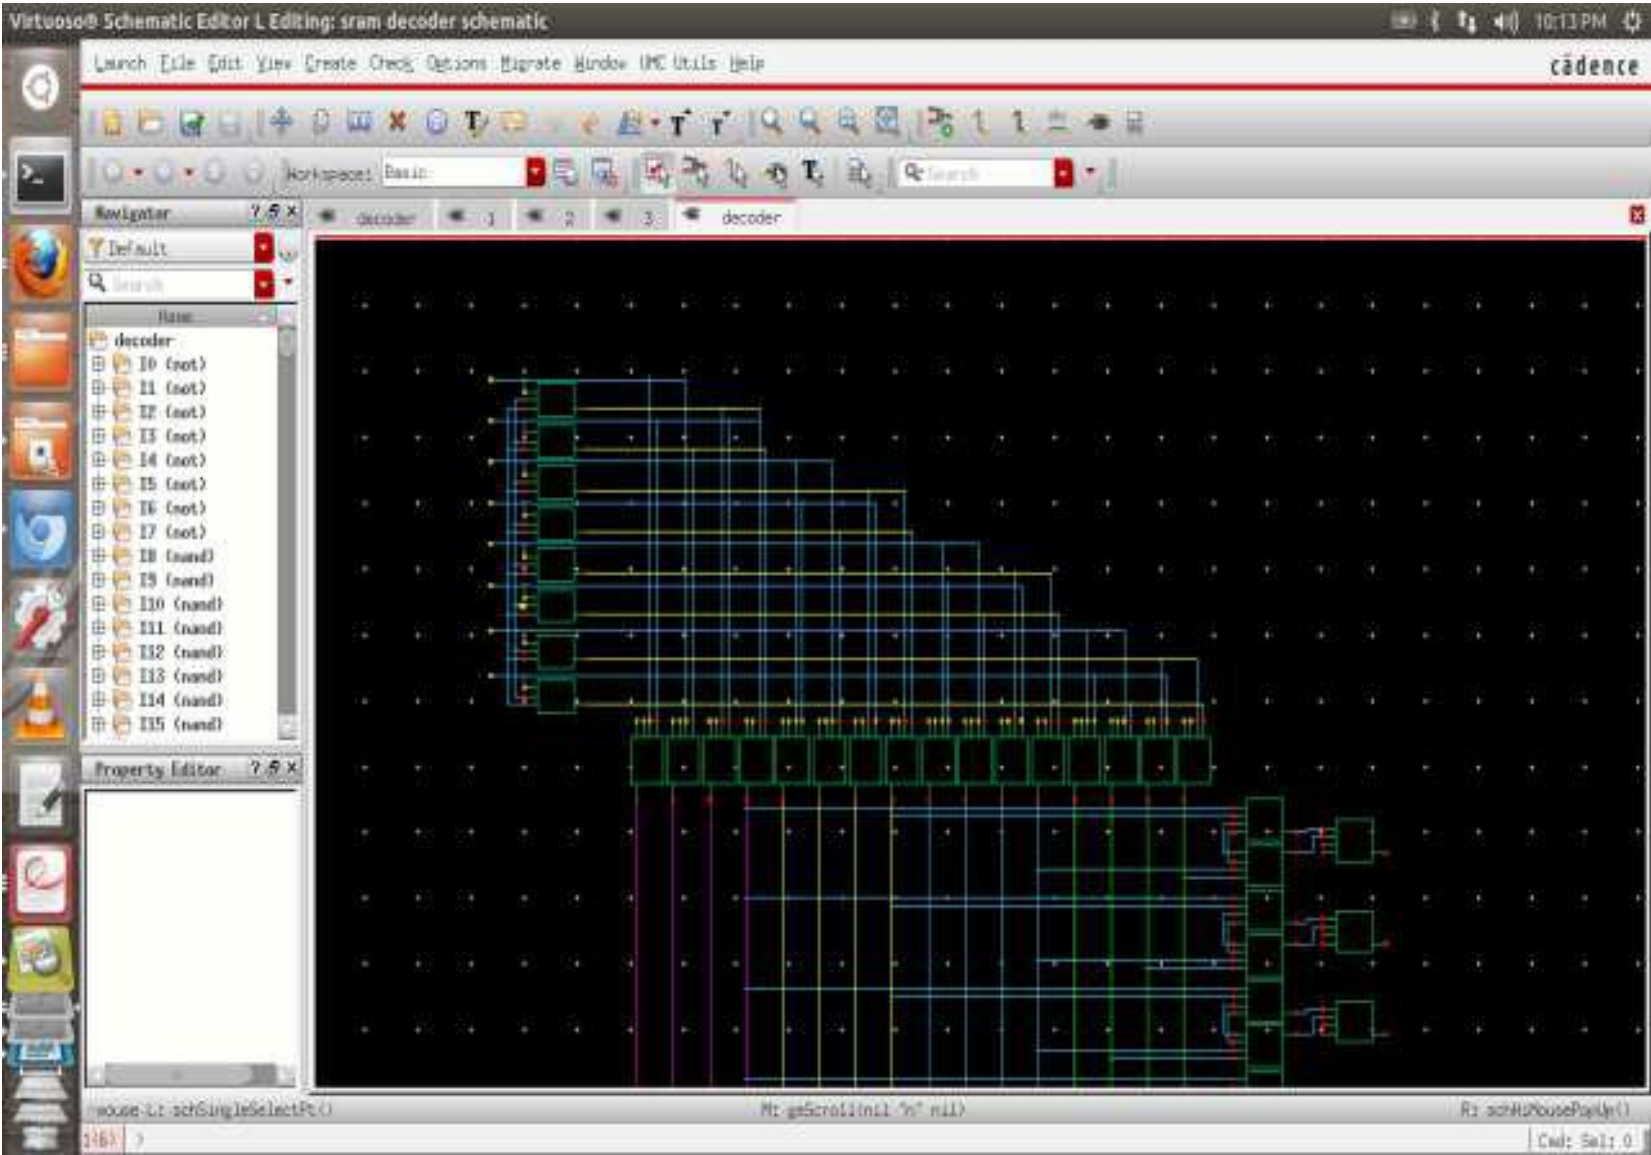 Virtuoso® Schematic Editor L Editing: sram decoder schematic
10:13 PM
Launch File Edit View Create Check Options Migrate Window UMC Utils Help
cādence
Workspace: Basic
Search
Navigator
decoder
1
2
3
decoder
Default
Search
Name
decoder
I0 (not)
I1 (not)
I2 (not)
I3 (not)
I4 (not)
I5 (not)
I6 (not)
I7 (not)
I8 (nand)
I9 (nand)
I10 (nand)
I11 (nand)
I12 (nand)
I13 (nand)
I14 (nand)
I15 (nand)
Property Editor
mouse L: schSingleSelectPt()
M: geScroll(nil "n" nil)
R: schHiMousePopUp()
1(6) >
Cmd: Sel: 0